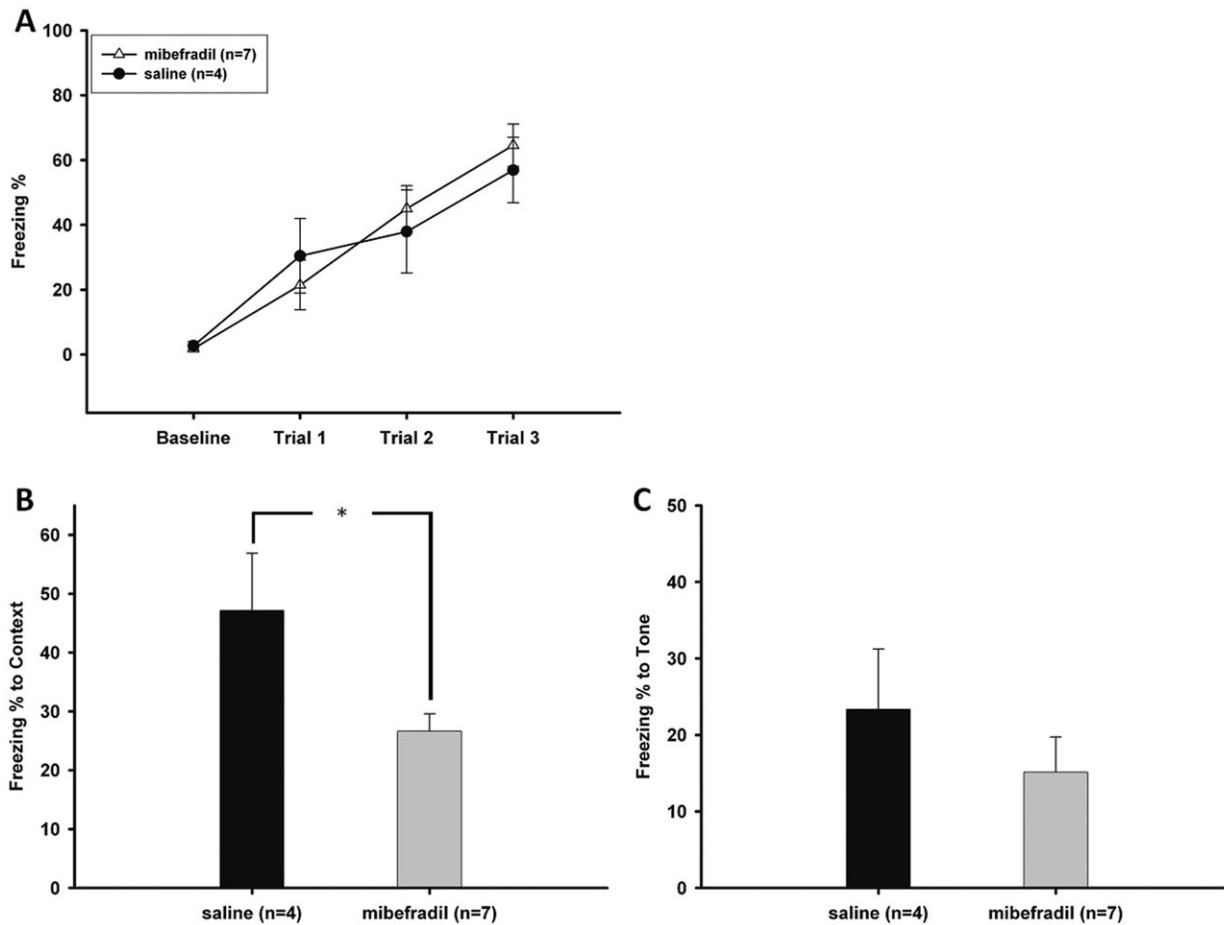 A
mibefradil (n=7)
saline (n=4)
100
80
60
40
20
0
Freezing %
Baseline Trial 1 Trial 2 Trial 3
B
*
60
50
40
30
20
10
0
Freezing % to Context
saline (n=4) mibefradil (n=7)
C
50
40
30
20
10
0
Freezing % to Tone
saline (n=4) mibefradil (n=7)